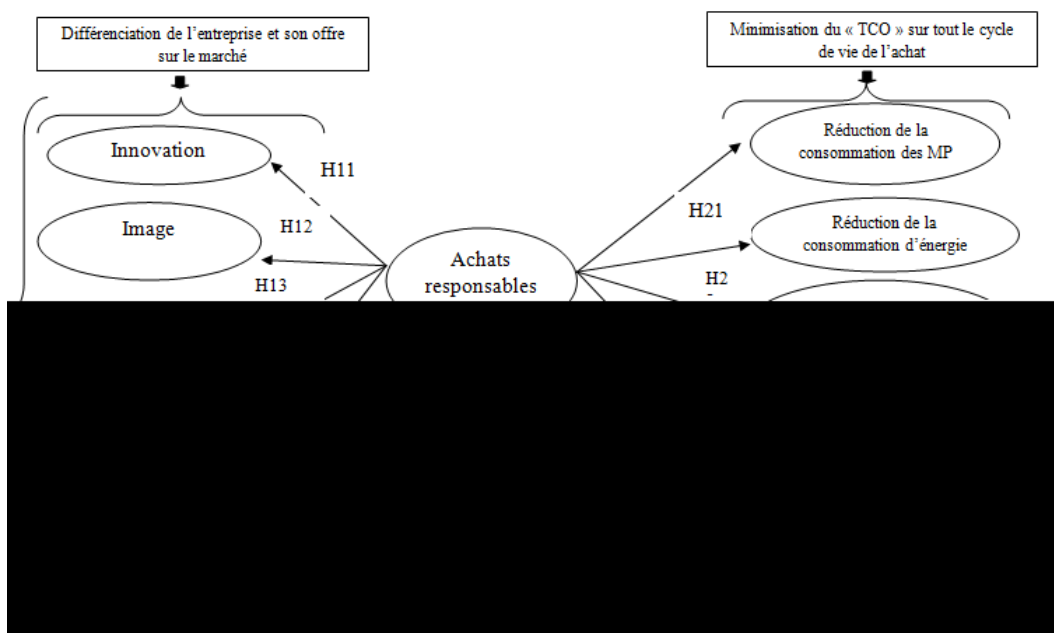 Différenciation de l'entreprise et son offre
sur le marché
Minimisation du « TCO » sur tout le cycle
de vie de l'achat
Innovation
H11
Image
H12
H13
Achats
responsables
H21
H2
Réduction de la
consommation des MP
Réduction de la
consommation d'énergie